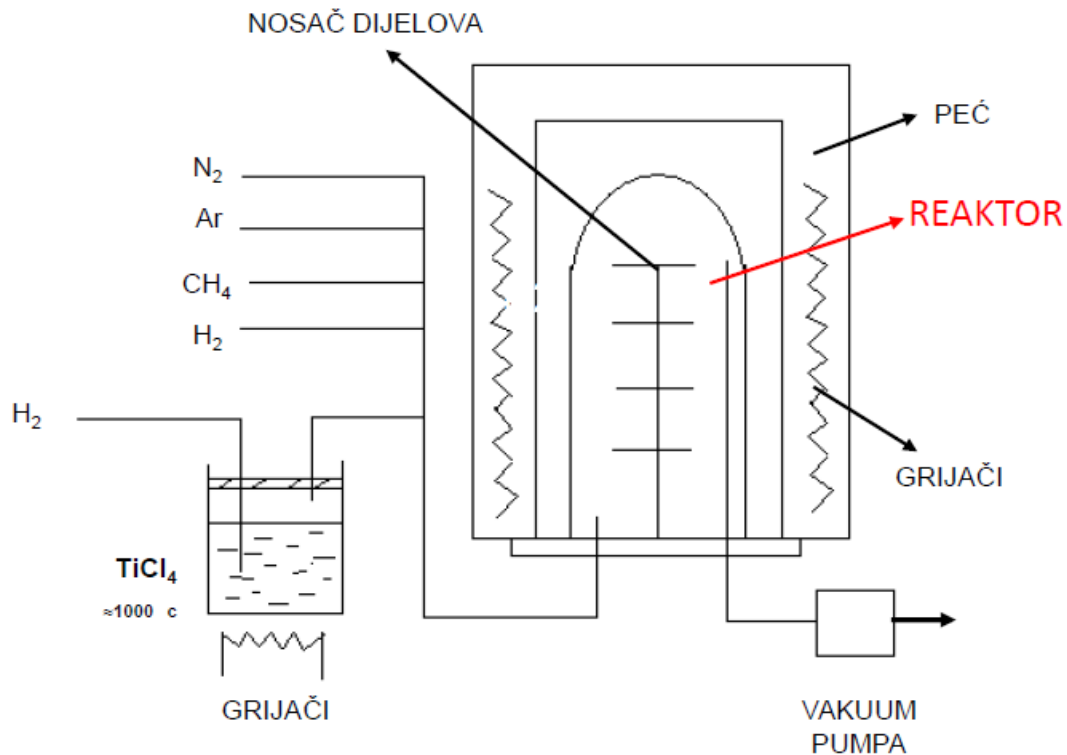 NOSAČ DIJELOVA
PEĆ
N₂
Ar
REAKTOR
CH₄
H₂
H₂
GRIJAČI
TiCl₄
≈1000 c
GRIJAČI
VAKUUM
PUMPA